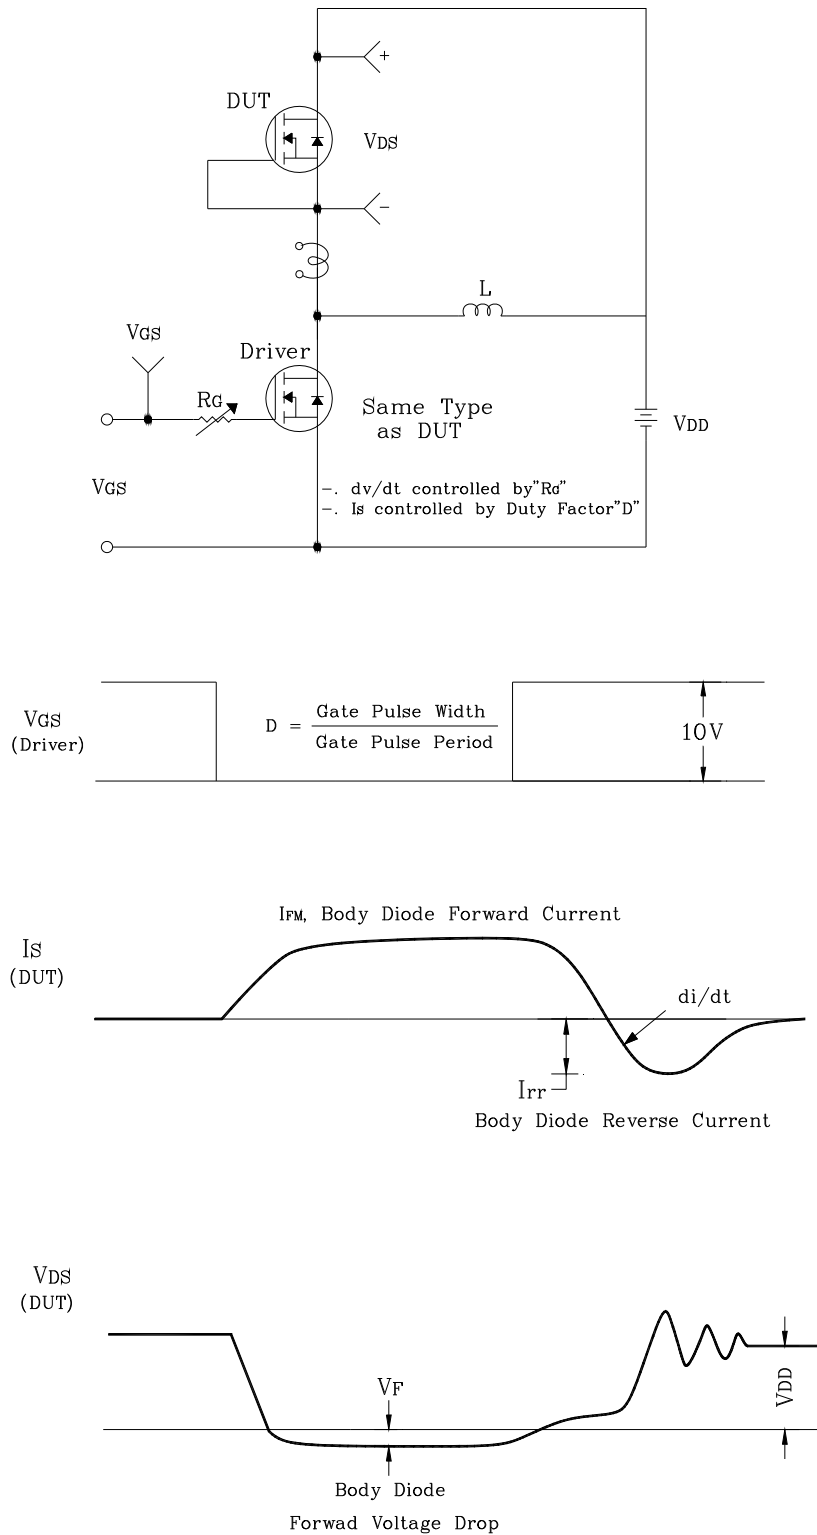 +
DUT
VDS
-
L
VGS
Driver
RG
Same Type
as DUT
VDD
VGS
-. dv/dt controlled by"RG"
-. Is controlled by Duty Factor"D"
VGS
(Driver)
D = Gate Pulse Width
Gate Pulse Period
10V
IFM, Body Diode Forward Current
IS
(DUT)
di/dt
Irr
Body Diode Reverse Current
VDS
(DUT)
VF
VDD
Body Diode
Forwad Voltage Drop